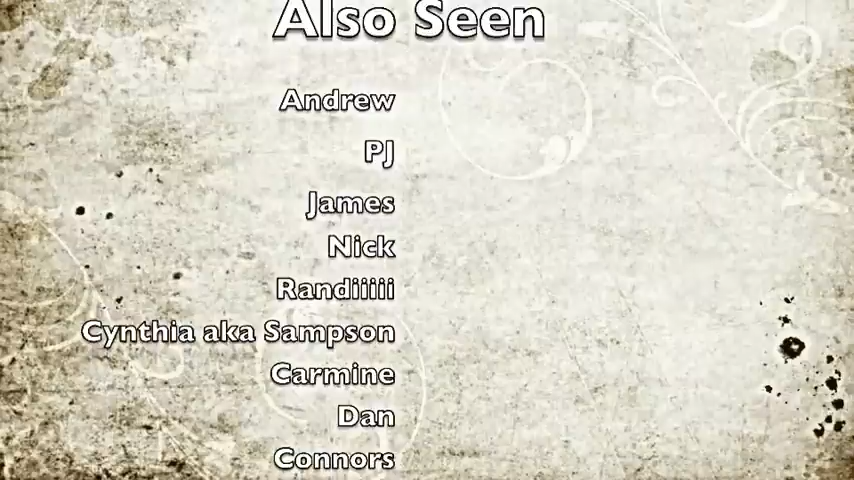 Also Seen
Andrew
PJ
James
Nick
Randiiiii
Cynthia aka Sampson
Carmine
Dan
Connors